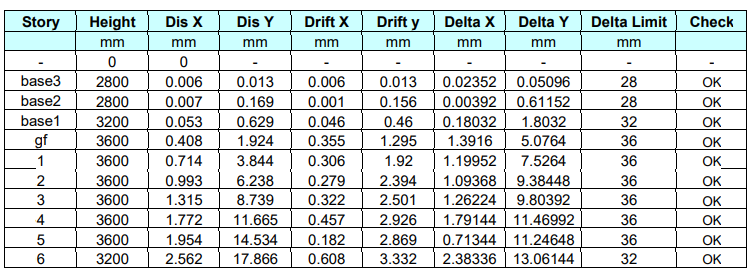 Story Height Dis X Dis Y Drift X Drift y Delta X Delta Y Delta Limit Check
mm mm mm mm mm mm mm mm
- 0 0 - - - - - - -
base3 2800 0.006 0.013 0.006 0.013 0.02352 0.05096 28 OK
base2 2800 0.007 0.169 0.001 0.156 0.00392 0.61152 28 OK
base1 3200 0.053 0.629 0.046 0.46 0.18032 1.8032 32 OK
gf 3600 0.408 1.924 0.355 1.295 1.3916 5.0764 36 OK
1 3600 0.714 3.844 0.306 1.92 1.19952 7.5264 36 OK
2 3600 0.993 6.238 0.279 2.394 1.09368 9.38448 36 OK
3 3600 1.315 8.739 0.322 2.501 1.26224 9.80392 36 OK
4 3600 1.772 11.665 0.457 2.926 1.79144 11.46992 36 OK
5 3600 1.954 14.534 0.182 2.869 0.71344 11.24648 36 OK
6 3200 2.562 17.866 0.608 3.332 2.38336 13.06144 32 OK